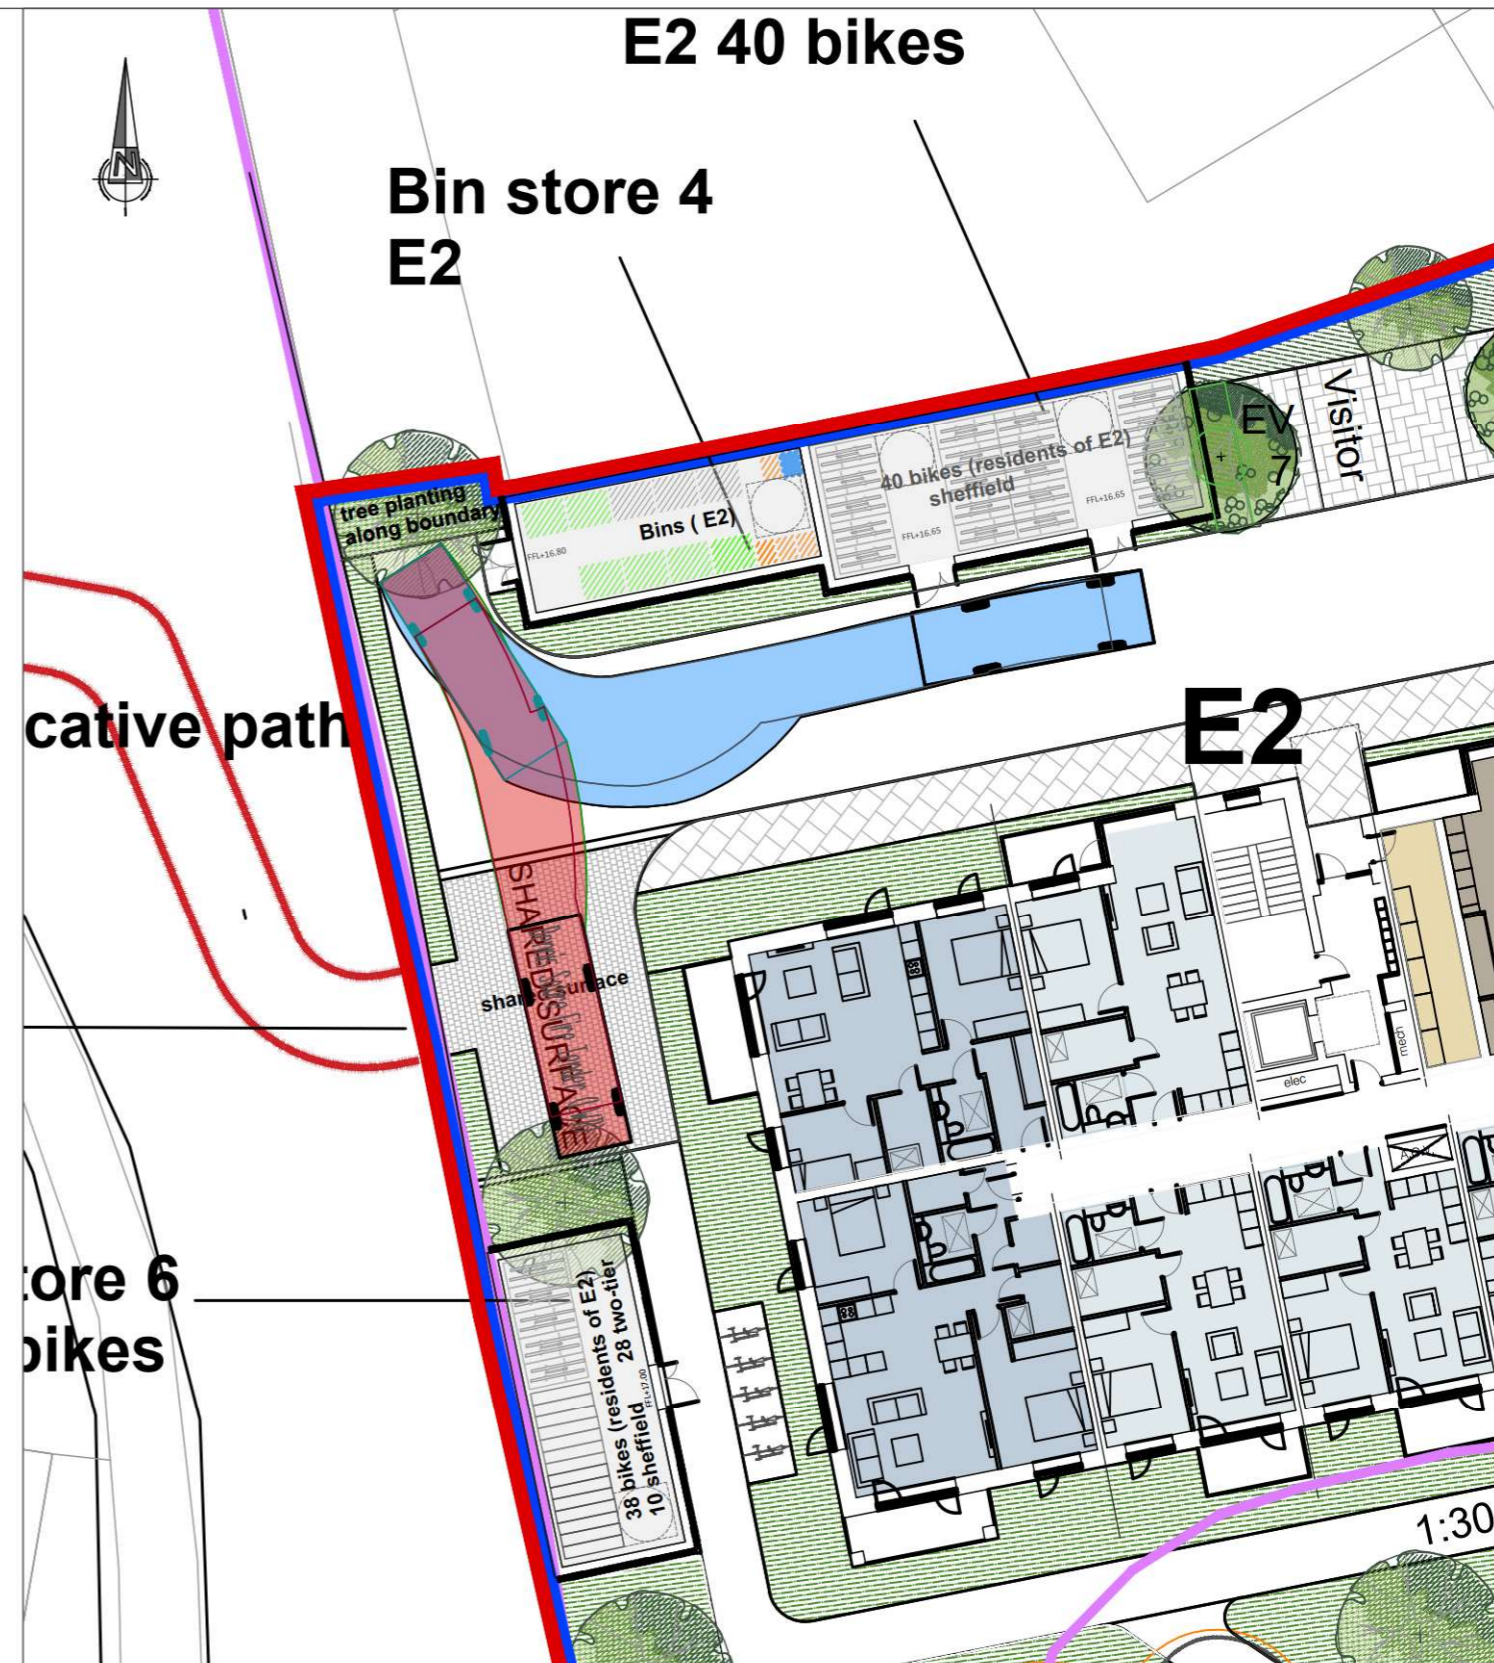 E2 40 bikes
N
Bin store 4
E2
Visitor
EV
7
40 bikes (residents of E2)
sheffield
FFL+16.65
FFL+16.65
tree planting
along boundary
Bins ( E2)
FFL+16.80
cative path
E2
SHARED SURFACE
shared surface
mech
elec
A.O.V.
ore 6
bikes
38 bikes (residents of E2)
10 sheffield 28 two-tier
FFL+17.00
1:30